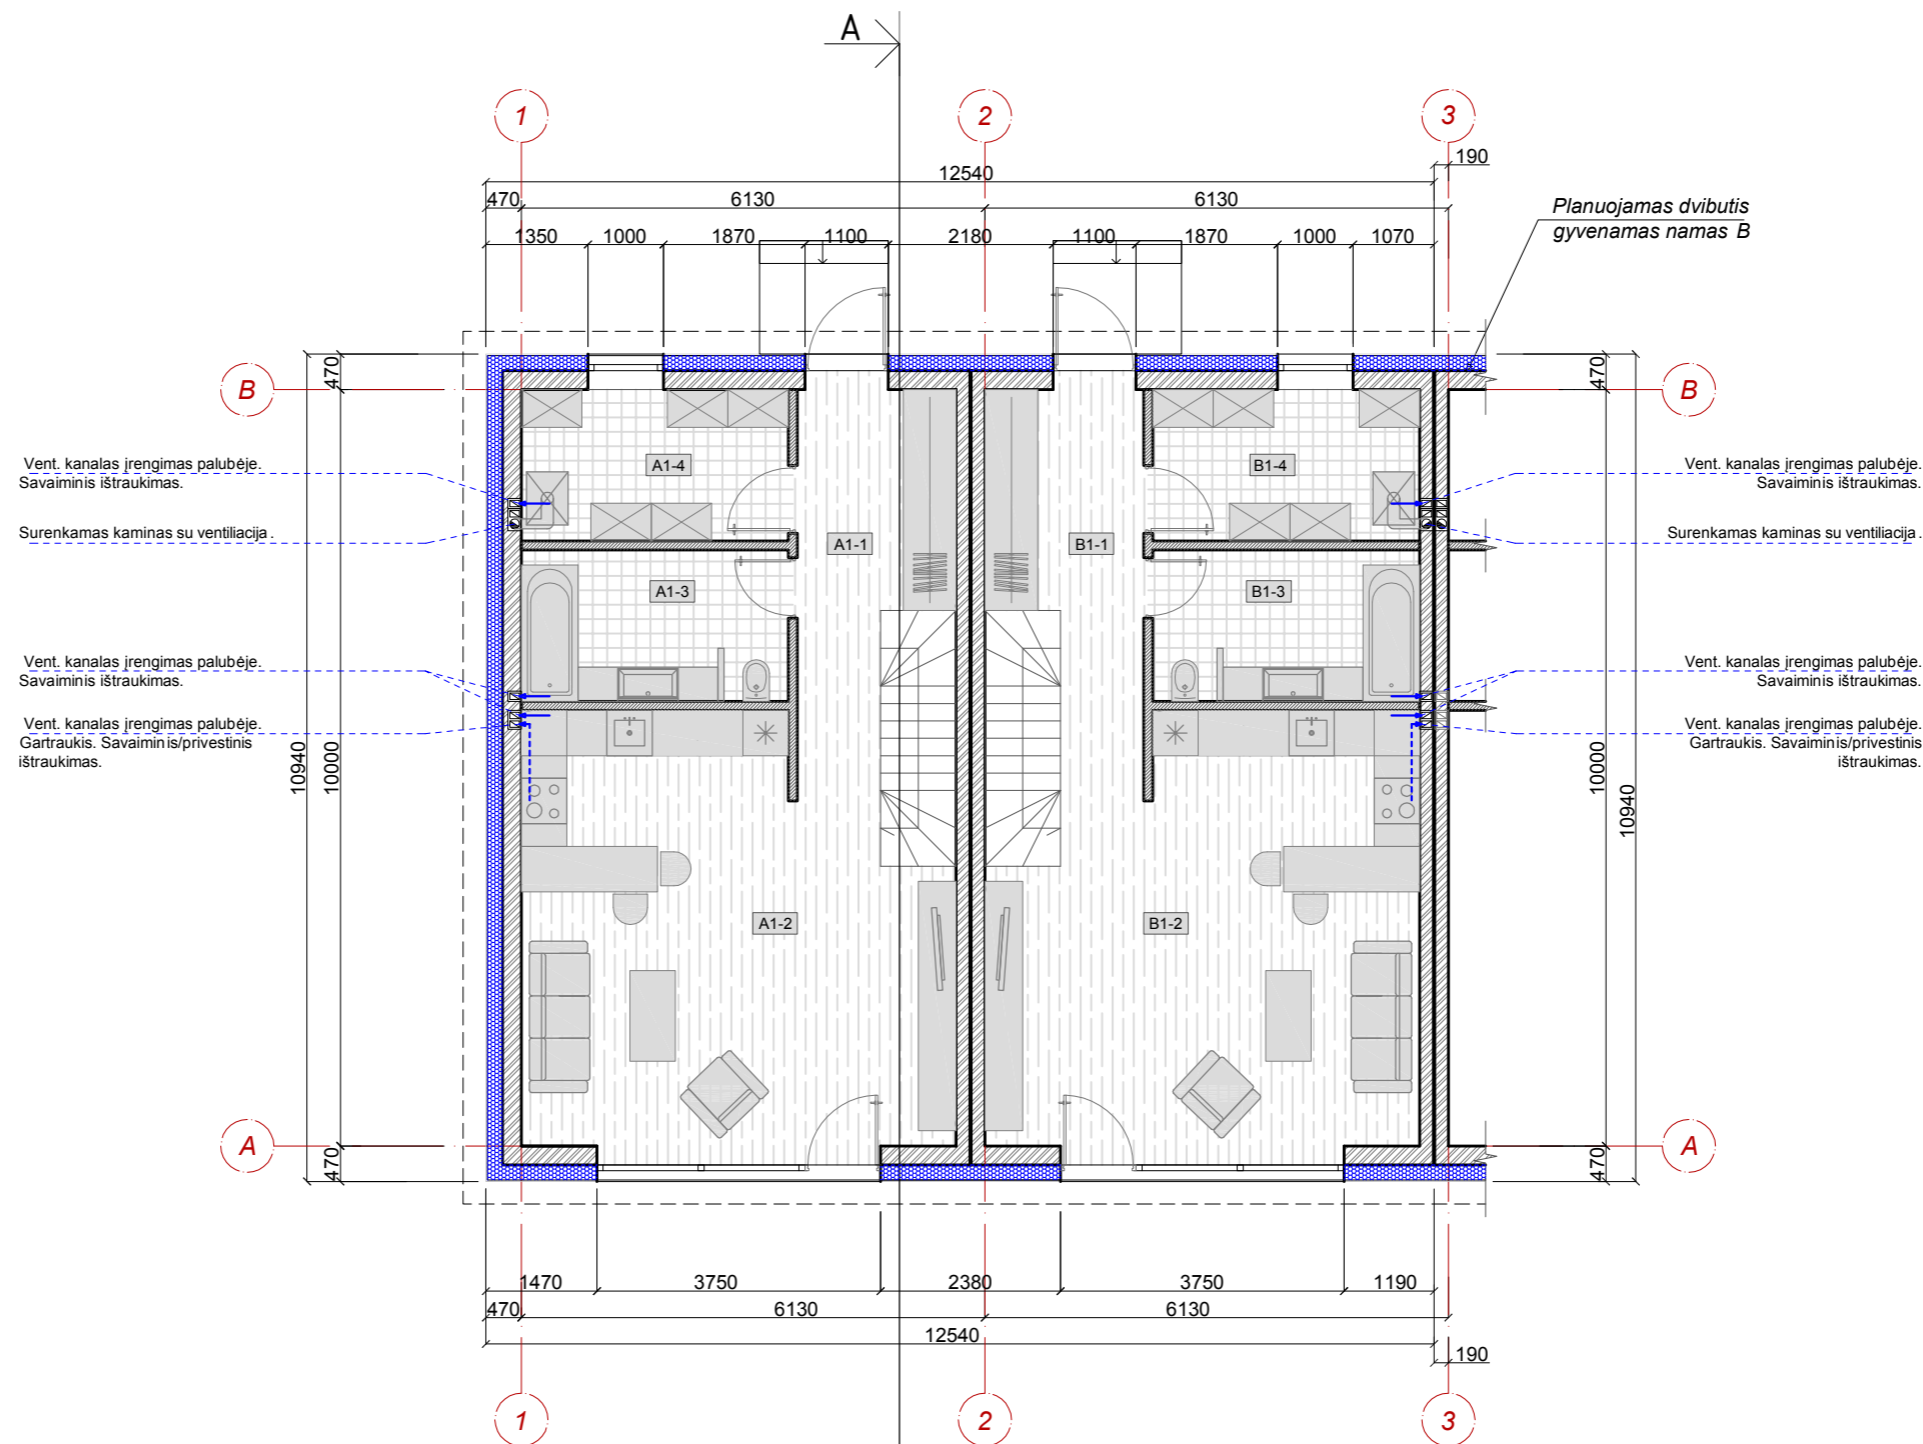 A
1
2
3
190
12540
470
6130
6130
1350
1000
1870
1100
2180
1100
1870
1000
1070
Planuojamas dvibutis
gyvenamas namas B
470
470
B
B
Vent. kanalas įrengimas palubėje.
Savaiminis ištraukimas.
A1-4
B1-4
Vent. kanalas įrengimas palubėje.
Savaiminis ištraukimas.
Surenkamas kaminas su ventiliacija.
A1-1
B1-1
Surenkamas kaminas su ventiliacija.
A1-3
B1-3
Vent. kanalas įrengimas palubėje.
Savaiminis ištraukimas.
Vent. kanalas įrengimas palubėje.
Savaiminis ištraukimas.
Vent. kanalas įrengimas palubėje.
Gartraukis. Savaiminis/privestinis
ištraukimas.
Vent. kanalas įrengimas palubėje.
Gartraukis. Savaiminis/privestinis
ištraukimas.
10940
10000
10000
10940
A1-2
B1-2
A
A
470
470
1470
3750
2380
3750
1190
470
6130
6130
12540
190
1
2
3